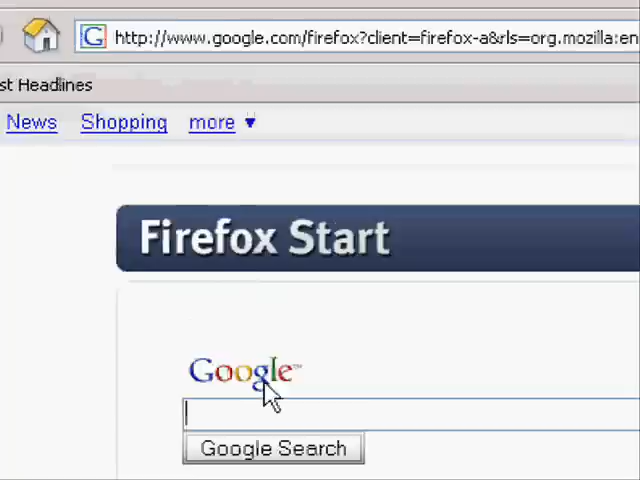 G http://www.google.com/firefox?client=firefox-a&rls=org.mozilla:en
st Headlines
News Shopping more ▼
Firefox Start
Google™
Google Search